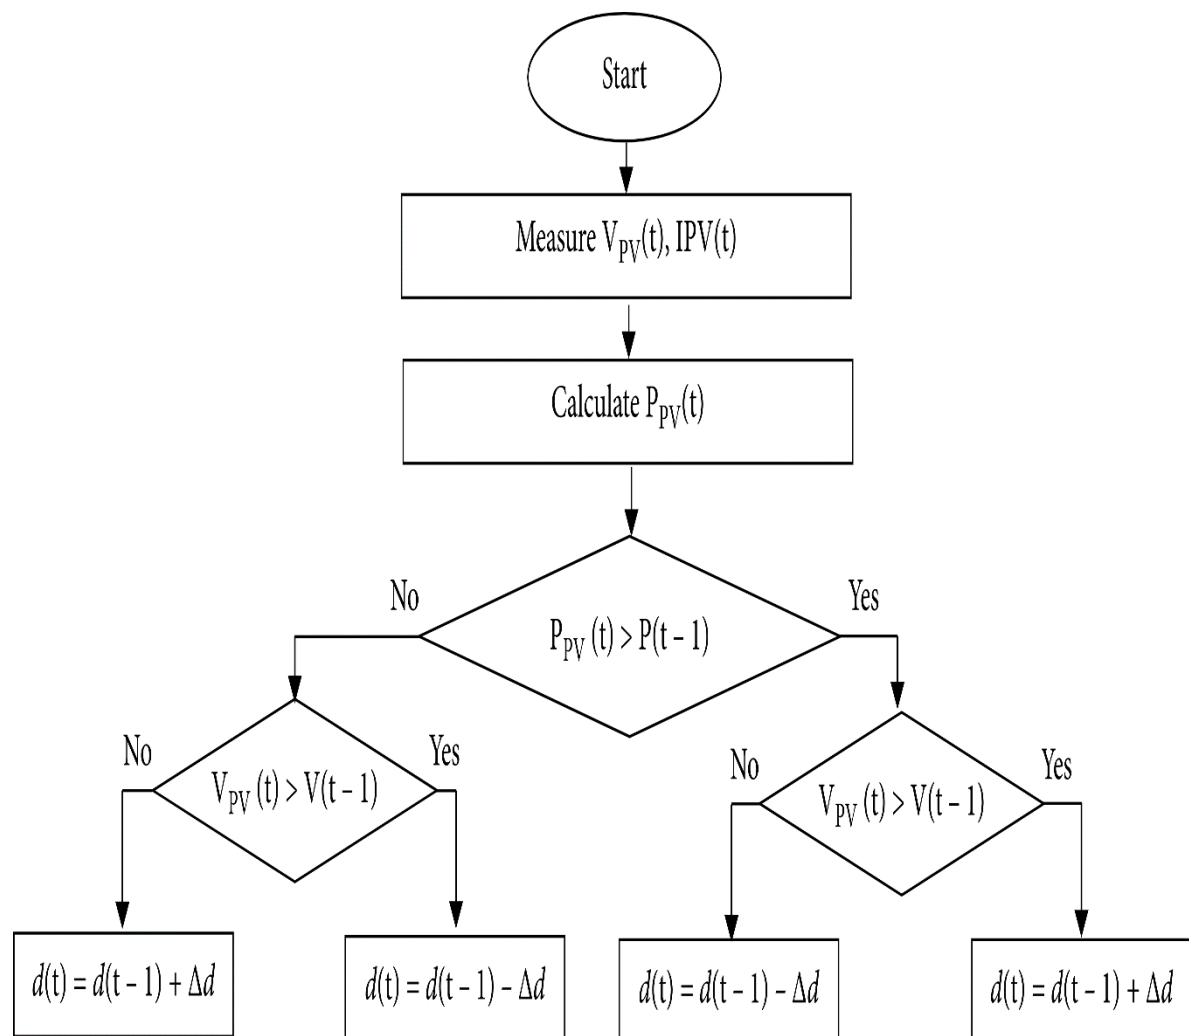 Start
Measure V_PV(t), IPV(t)
Calculate P_PV(t)
No
Yes
P_PV (t) > P(t – 1)
No
Yes
V_PV (t) > V(t – 1)
No
Yes
V_PV (t) > V(t – 1)
d(t) = d(t – 1) + Δd
d(t) = d(t – 1) – Δd
d(t) = d(t – 1) – Δd
d(t) = d(t – 1) + Δd